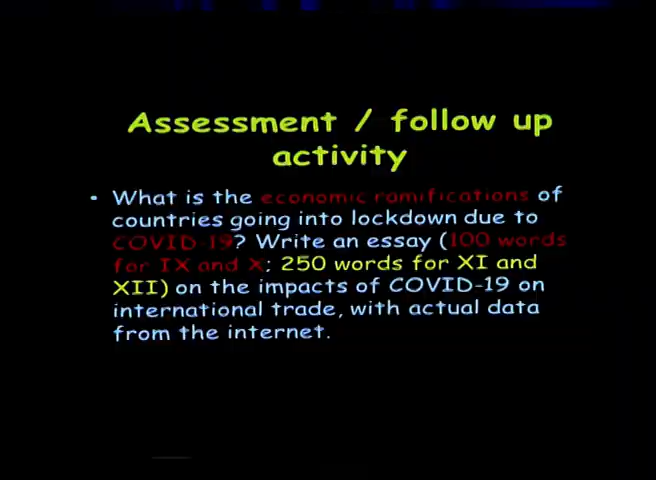 Assessment / follow up
activity
• What is the economic ramifications of
countries going into lockdown due to
COVID-19? Write an essay (100 words
for IX and X; 250 words for XI and
XII) on the impacts of COVID-19 on
international trade, with actual data
from the internet.